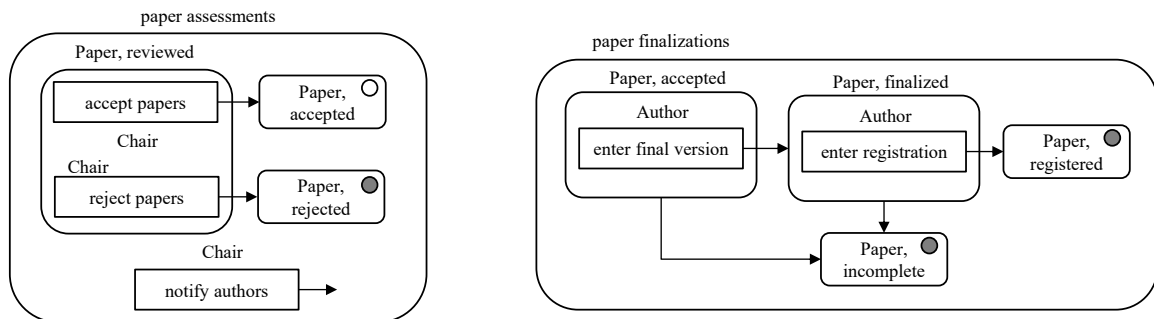 paper assessments
Paper, reviewed
accept papers
Paper,
accepted
Chair
Chair
reject papers
Paper,
rejected
Chair
notify authors
paper finalizations
Paper, accepted
Paper, finalized
Author
enter final version
Author
enter registration
Paper,
registered
Paper,
incomplete